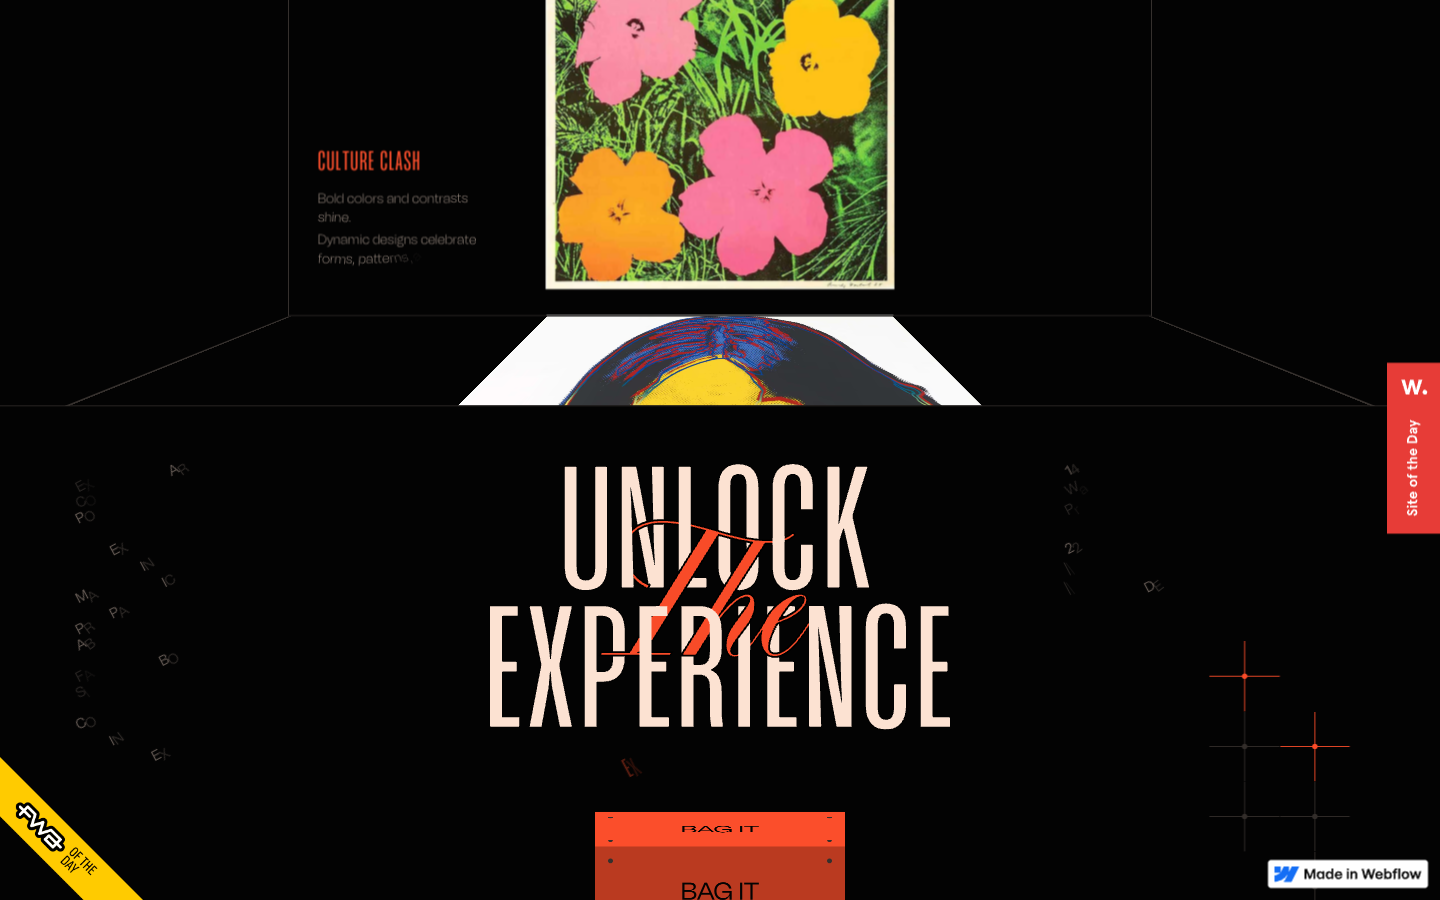 CULTURE CLASH
Bold colors and contrasts
shine.
Dynamic designs celebrate
forms, patterns,
W.
Site of the Day
UNLOCK
The
EXPERIENCE
AR
EX
CO
PO
EX
IN
IC
MA
PA
PR
AB
BO
FA
CO
IN
EX
14
22
DE
EX
BAG IT
BAG IT
FWA
OF THE
DAY
Made in Webflow